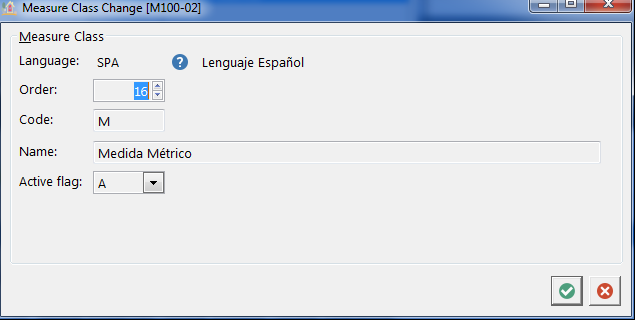 Measure Class Change [M100-02]
Measure Class
Language: SPA ? Lenguaje Español
Order: 16
Code: M
Name: Medida Métrico
Active flag: A